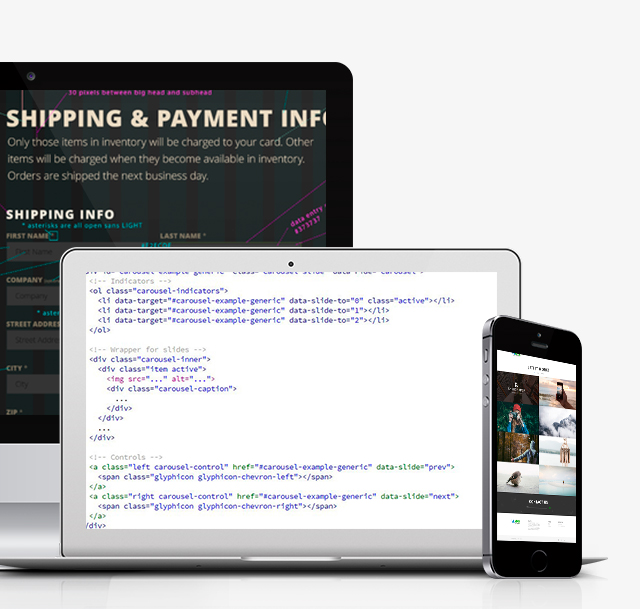 30 pixels between big head and subhead
SHIPPING & PAYMENT INFO
Only those items in inventory will be charged to your card. Other
items will be charged when they become available in inventory.
Orders are shipped the next business day.
data entry
#373737
SHIPPING INFO
* asterisks are all open sans LIGHT
FIRST NAME
LAST NAME *
First Name
COMPANY
Company
* aste
STREET ADDRES
Street Addre
CITY *
City
ZIP *
<div id="carousel-example-generic" class="carousel slide" data-ride="carousel">
<!-- Indicators -->
<ol class="carousel-indicators">
<li data-target="#carousel-example-generic" data-slide-to="0" class="active"></li>
<li data-target="#carousel-example-generic" data-slide-to="1"></li>
<li data-target="#carousel-example-generic" data-slide-to="2"></li>
</ol>
<!-- Wrapper for slides -->
<div class="carousel-inner">
<div class="item active">
<img src="..." alt="...">
<div class="carousel-caption">
...
</div>
</div>
...
</div>
<!-- Controls -->
<a class="left carousel-control" href="#carousel-example-generic" data-slide="prev">
<span class="glyphicon glyphicon-chevron-left"></span>
</a>
<a class="right carousel-control" href="#carousel-example-generic" data-slide="next">
<span class="glyphicon glyphicon-chevron-right"></span>
</a>
/div>
CONTACT US